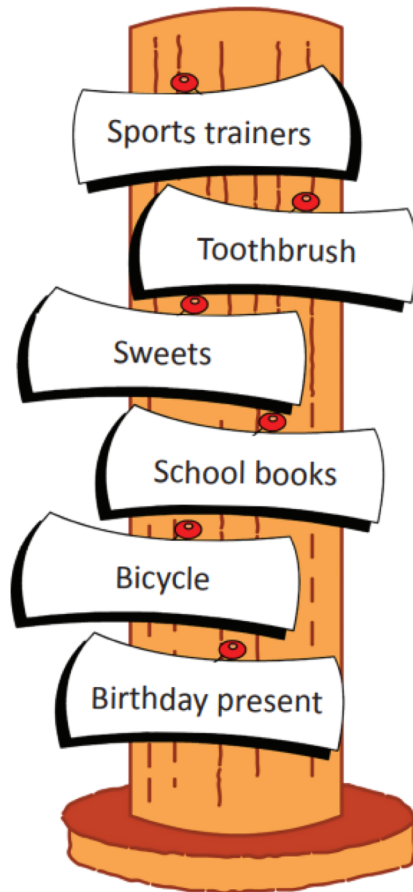 Sports trainers
Toothbrush
Sweets
School books
Bicycle
Birthday present